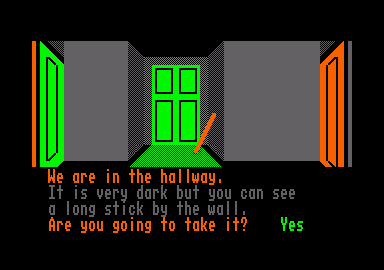 We are in the hallway.
It is very dark but you can see
a long stick by the wall.
Are you going to take it? Yes